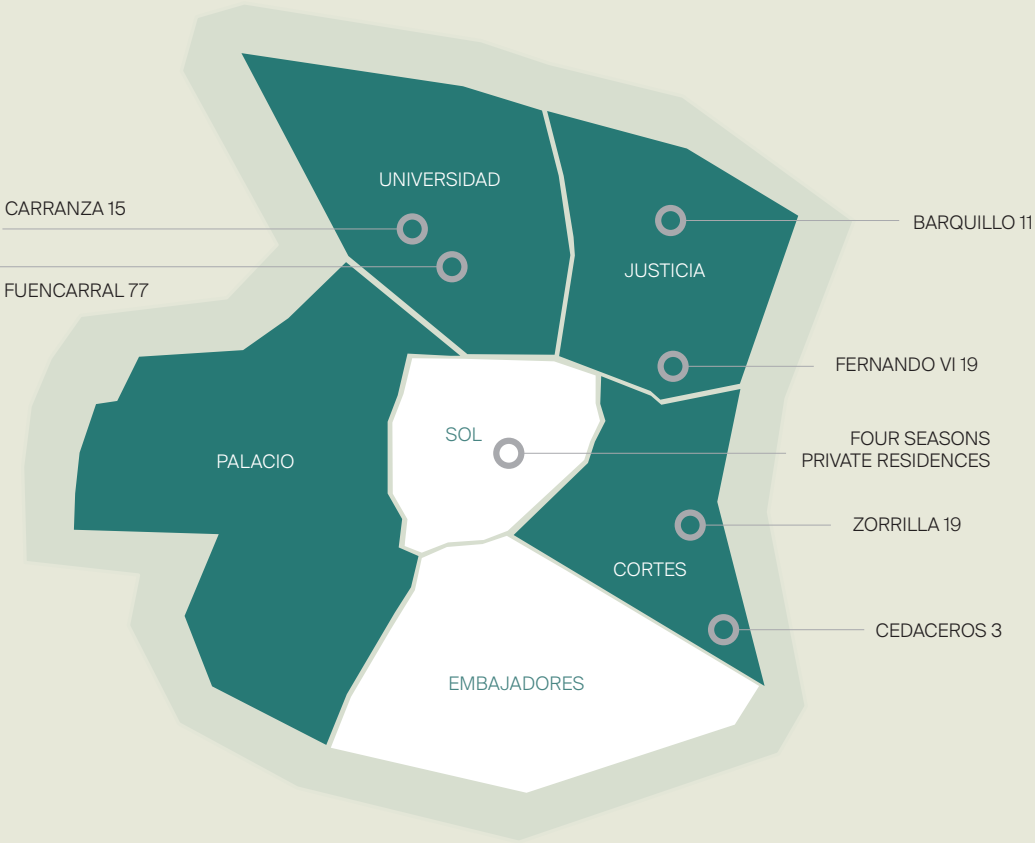 UNIVERSIDAD
CARRANZA 15
BARQUILLO 11
JUSTICIA
FUENCARRAL 77
FERNANDO VI 19
SOL
FOUR SEASONS
PRIVATE RESIDENCES
PALACIO
ZORRILLA 19
CORTES
CEDACEROS 3
EMBAJADORES